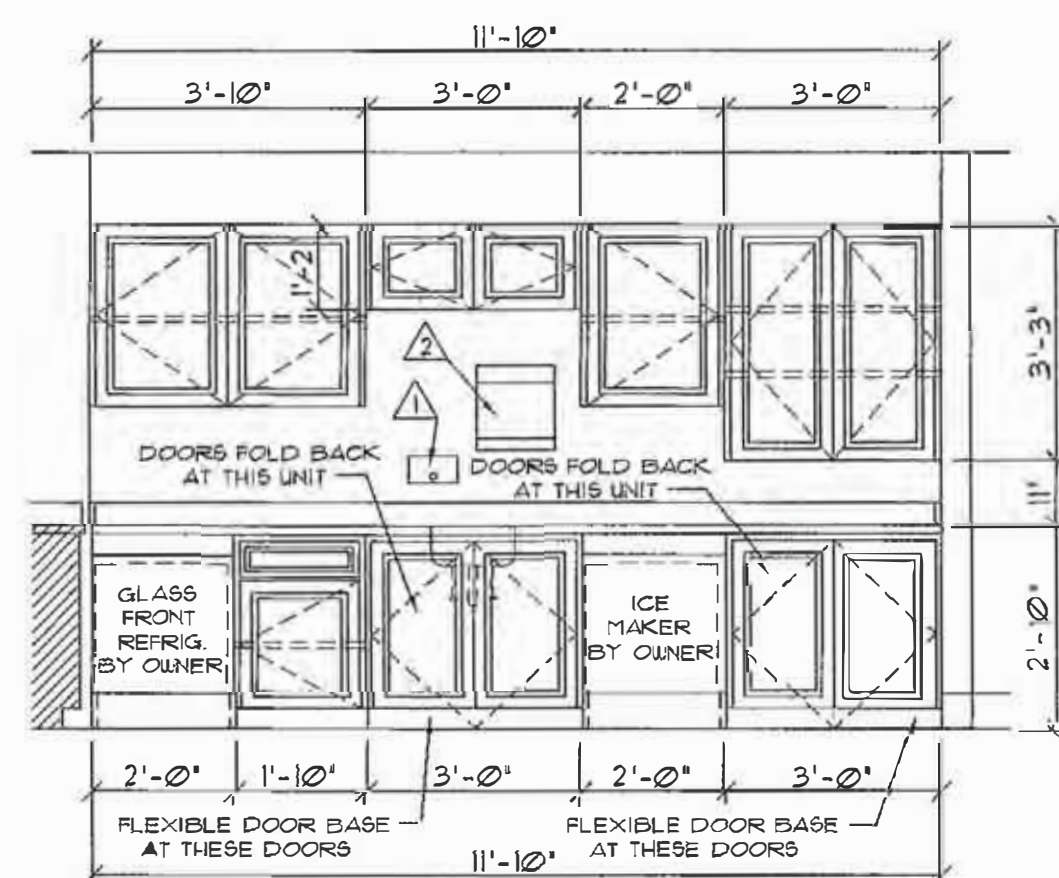 11'-10"
3'-10"
3'-0"
2'-0"
3'-0"
1'-2
2
1
3'-3"
DOORS FOLD BACK
AT THIS UNIT
DOORS FOLD BACK
AT THIS UNIT
11"
GLASS
FRONT
REFRIG.
BY OWNER
ICE
MAKER
BY OWNER
2'-10"
2'-0"
1'-10"
3'-0"
2'-0"
3'-0"
FLEXIBLE DOOR BASE
AT THESE DOORS
FLEXIBLE DOOR BASE
AT THESE DOORS
11'-10"